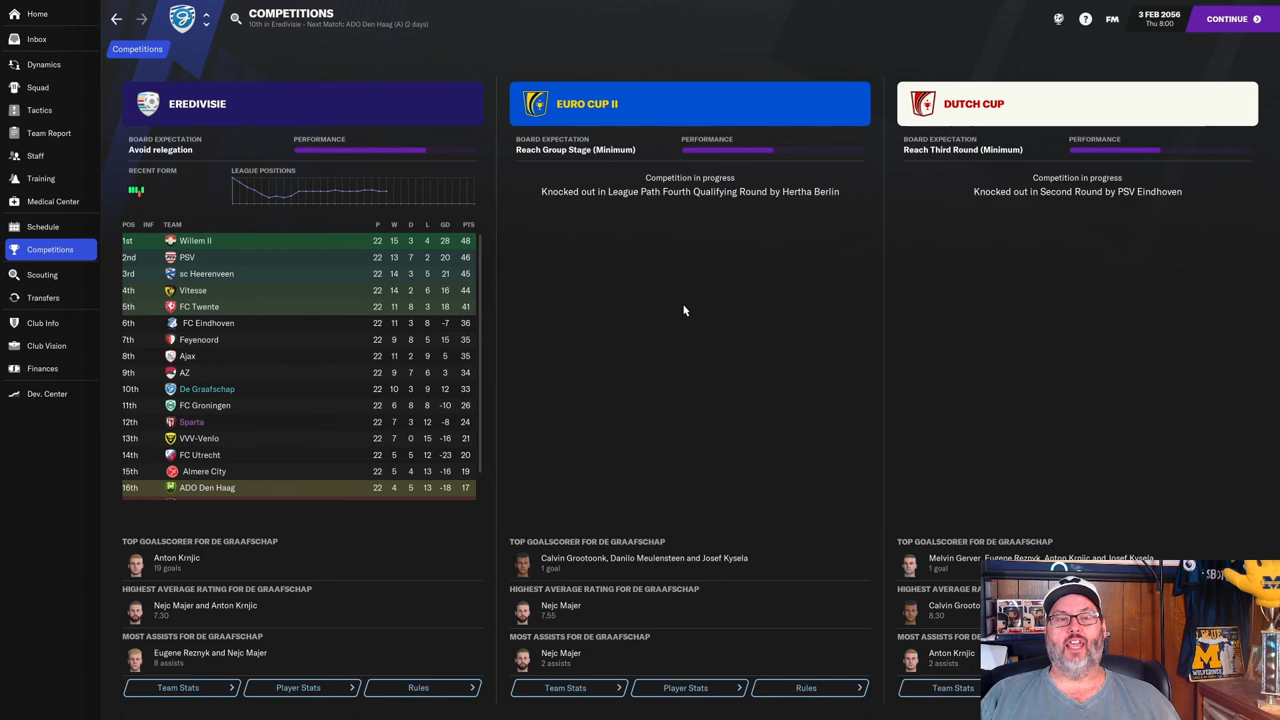 Home
Inbox
Dynamics
Squad
Tactics
Team Report
Staff
Training
Medical Center
Schedule
Competitions
Scouting
Transfers
Club Info
Club Vision
Finances
Dev. Center
COMPETITIONS
10th in Eredivisie - Next Match: ADO Den Haag (A) (2 days)
FM
3 FEB 2056
Thu 8:00
CONTINUE
Competitions
EREDIVISIE
BOARD EXPECTATION PERFORMANCE
Avoid relegation
RECENT FORM LEAGUE POSITIONS
POS INF TEAM P W D L GD PTS
1st Willem II 22 15 3 4 28 48
2nd PSV 22 13 7 2 20 46
3rd sc Heerenveen 22 14 3 5 21 45
4th Vitesse 22 14 2 6 16 44
5th FC Twente 22 11 8 3 18 41
6th FC Eindhoven 22 11 3 8 -7 36
7th Feyenoord 22 9 8 5 15 35
8th Ajax 22 11 2 9 5 35
9th AZ 22 9 7 6 3 34
10th De Graafschap 22 10 3 9 12 33
11th FC Groningen 22 6 8 8 -10 26
12th Sparta 22 7 3 12 -8 24
13th VVV-Venlo 22 7 0 15 -16 21
14th FC Utrecht 22 5 5 12 -23 20
15th Almere City 22 5 4 13 -16 19
16th ADO Den Haag 22 4 5 13 -18 17
TOP GOALSCORER FOR DE GRAAFSCHAP
Anton Krnjic
19 goals
HIGHEST AVERAGE RATING FOR DE GRAAFSCHAP
Nejc Majer and Anton Krnjic
7.30
MOST ASSISTS FOR DE GRAAFSCHAP
Eugene Reznyk and Nejc Majer
8 assists
Team Stats
Player Stats
Rules
EURO CUP II
BOARD EXPECTATION PERFORMANCE
Reach Group Stage (Minimum)
Competition in progress
Knocked out in League Path Fourth Qualifying Round by Hertha Berlin
TOP GOALSCORER FOR DE GRAAFSCHAP
Calvin Grootoonk, Danilo Meulensteen and Josef Kysela
1 goal
HIGHEST AVERAGE RATING FOR DE GRAAFSCHAP
Nejc Majer
7.55
MOST ASSISTS FOR DE GRAAFSCHAP
Nejc Majer
2 assists
Team Stats
Player Stats
Rules
DUTCH CUP
BOARD EXPECTATION PERFORMANCE
Reach Third Round (Minimum)
Competition in progress
Knocked out in Second Round by PSV Eindhoven
TOP GOALSCORER FOR DE GRAAFSCHAP
Melvin Gerver, Eugene Reznyk, Anton Krnjic and Josef Kysela
1 goal
HIGHEST AVERAGE
Calvin Groot
8.30
MOST ASSISTS
Anton Krnjic
2 assists
Team Stats
M
WOLVERINES